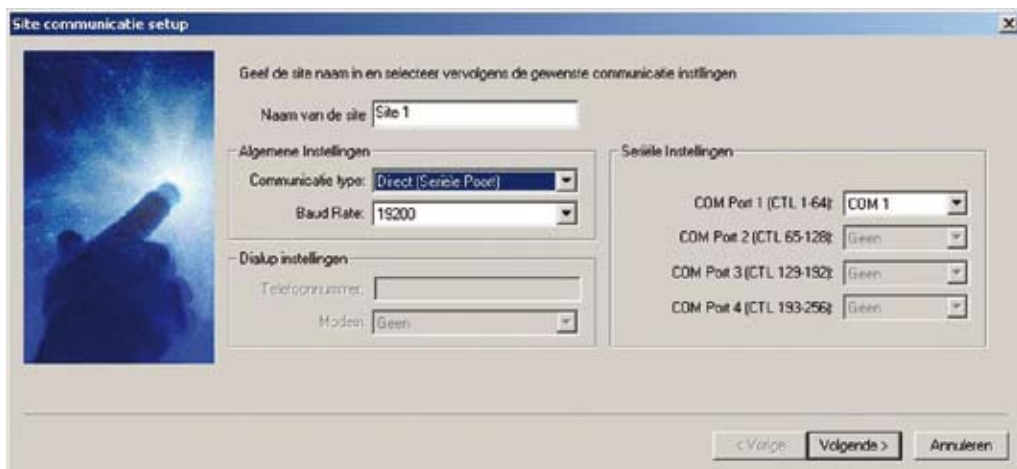 Site communicatie setup
Geef de site naam in en selecteer vervolgens de gewenste communicatie instllingen
Naam van de site Site 1
Algemene Instellingen
Communicatie type: Direct (Seriële Poort)
Baud Rate: 19200
Dialup instellingen
Telefoonnummer:
Modem: Geen
Seriële Instellingen
COM Port 1 (CTL 1-64): COM 1
COM Port 2 (CTL 65-128): Geen
COM Port 3 (CTL 129-192): Geen
COM Port 4 (CTL 193-256): Geen
< Vorige
Volgende >
Annuleren